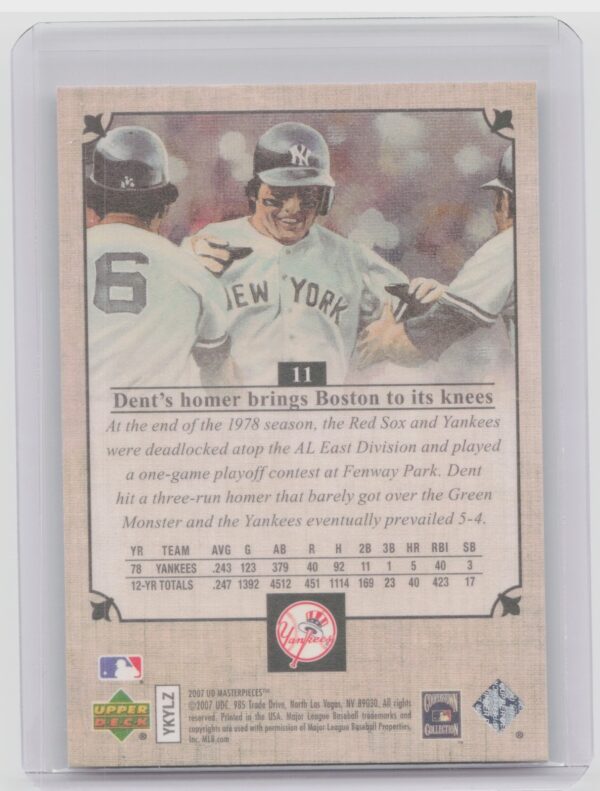 NY
6
NEW YORK
11
Dent's homer brings Boston to its knees
At the end of the 1978 season, the Red Sox and Yankees
were deadlocked atop the AL East Division and played
a one-game playoff contest at Fenway Park. Dent
hit a three-run homer that barely got over the Green
Monster and the Yankees eventually prevailed 5-4.
YR TEAM AVG G AB R H 2B 3B HR RBI SB
78 YANKEES .243 123 379 40 92 11 1 5 40 3
12-YR TOTALS .247 1392 4512 451 1114 169 23 40 423 17
Yankees
UPPER
DECK
®
YKYLZ
2007 UD MASTERPIECES™
©2007 UDC. 985 Trade Drive, North Las Vegas, NV 89030. All rights
reserved. Printed in the USA. Major League Baseball trademarks and
copyrights are used with permission of Major League Baseball Properties,
Inc. MLB.com
COOPERSTOWN
COLLECTION
®